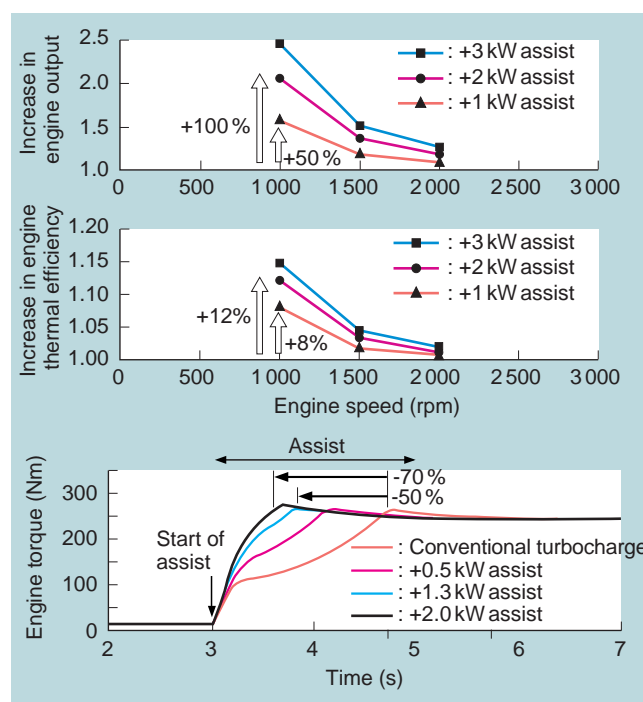 Increase in
engine output
2.5
2.0
1.5
1.0
: +3 kW assist
: +2 kW assist
: +1 kW assist
+100 %
+50 %
0 500 1 000 1 500 2 000 2 500 3 000
Increase in engine
thermal efficiency
1.20
1.15
1.10
1.05
1.00
: +3 kW assist
: +2 kW assist
: +1 kW assist
+12%
+8%
0 500 1 000 1 500 2 000 2 500 3 000
Engine speed (rpm)
Assist
-70 %
-50 %
Engine torque (Nm)
300
200
100
0
Start of
assist
: Conventional turbocharge
: +0.5 kW assist
: +1.3 kW assist
: +2.0 kW assist
2 3 4 5 6 7
Time (s)